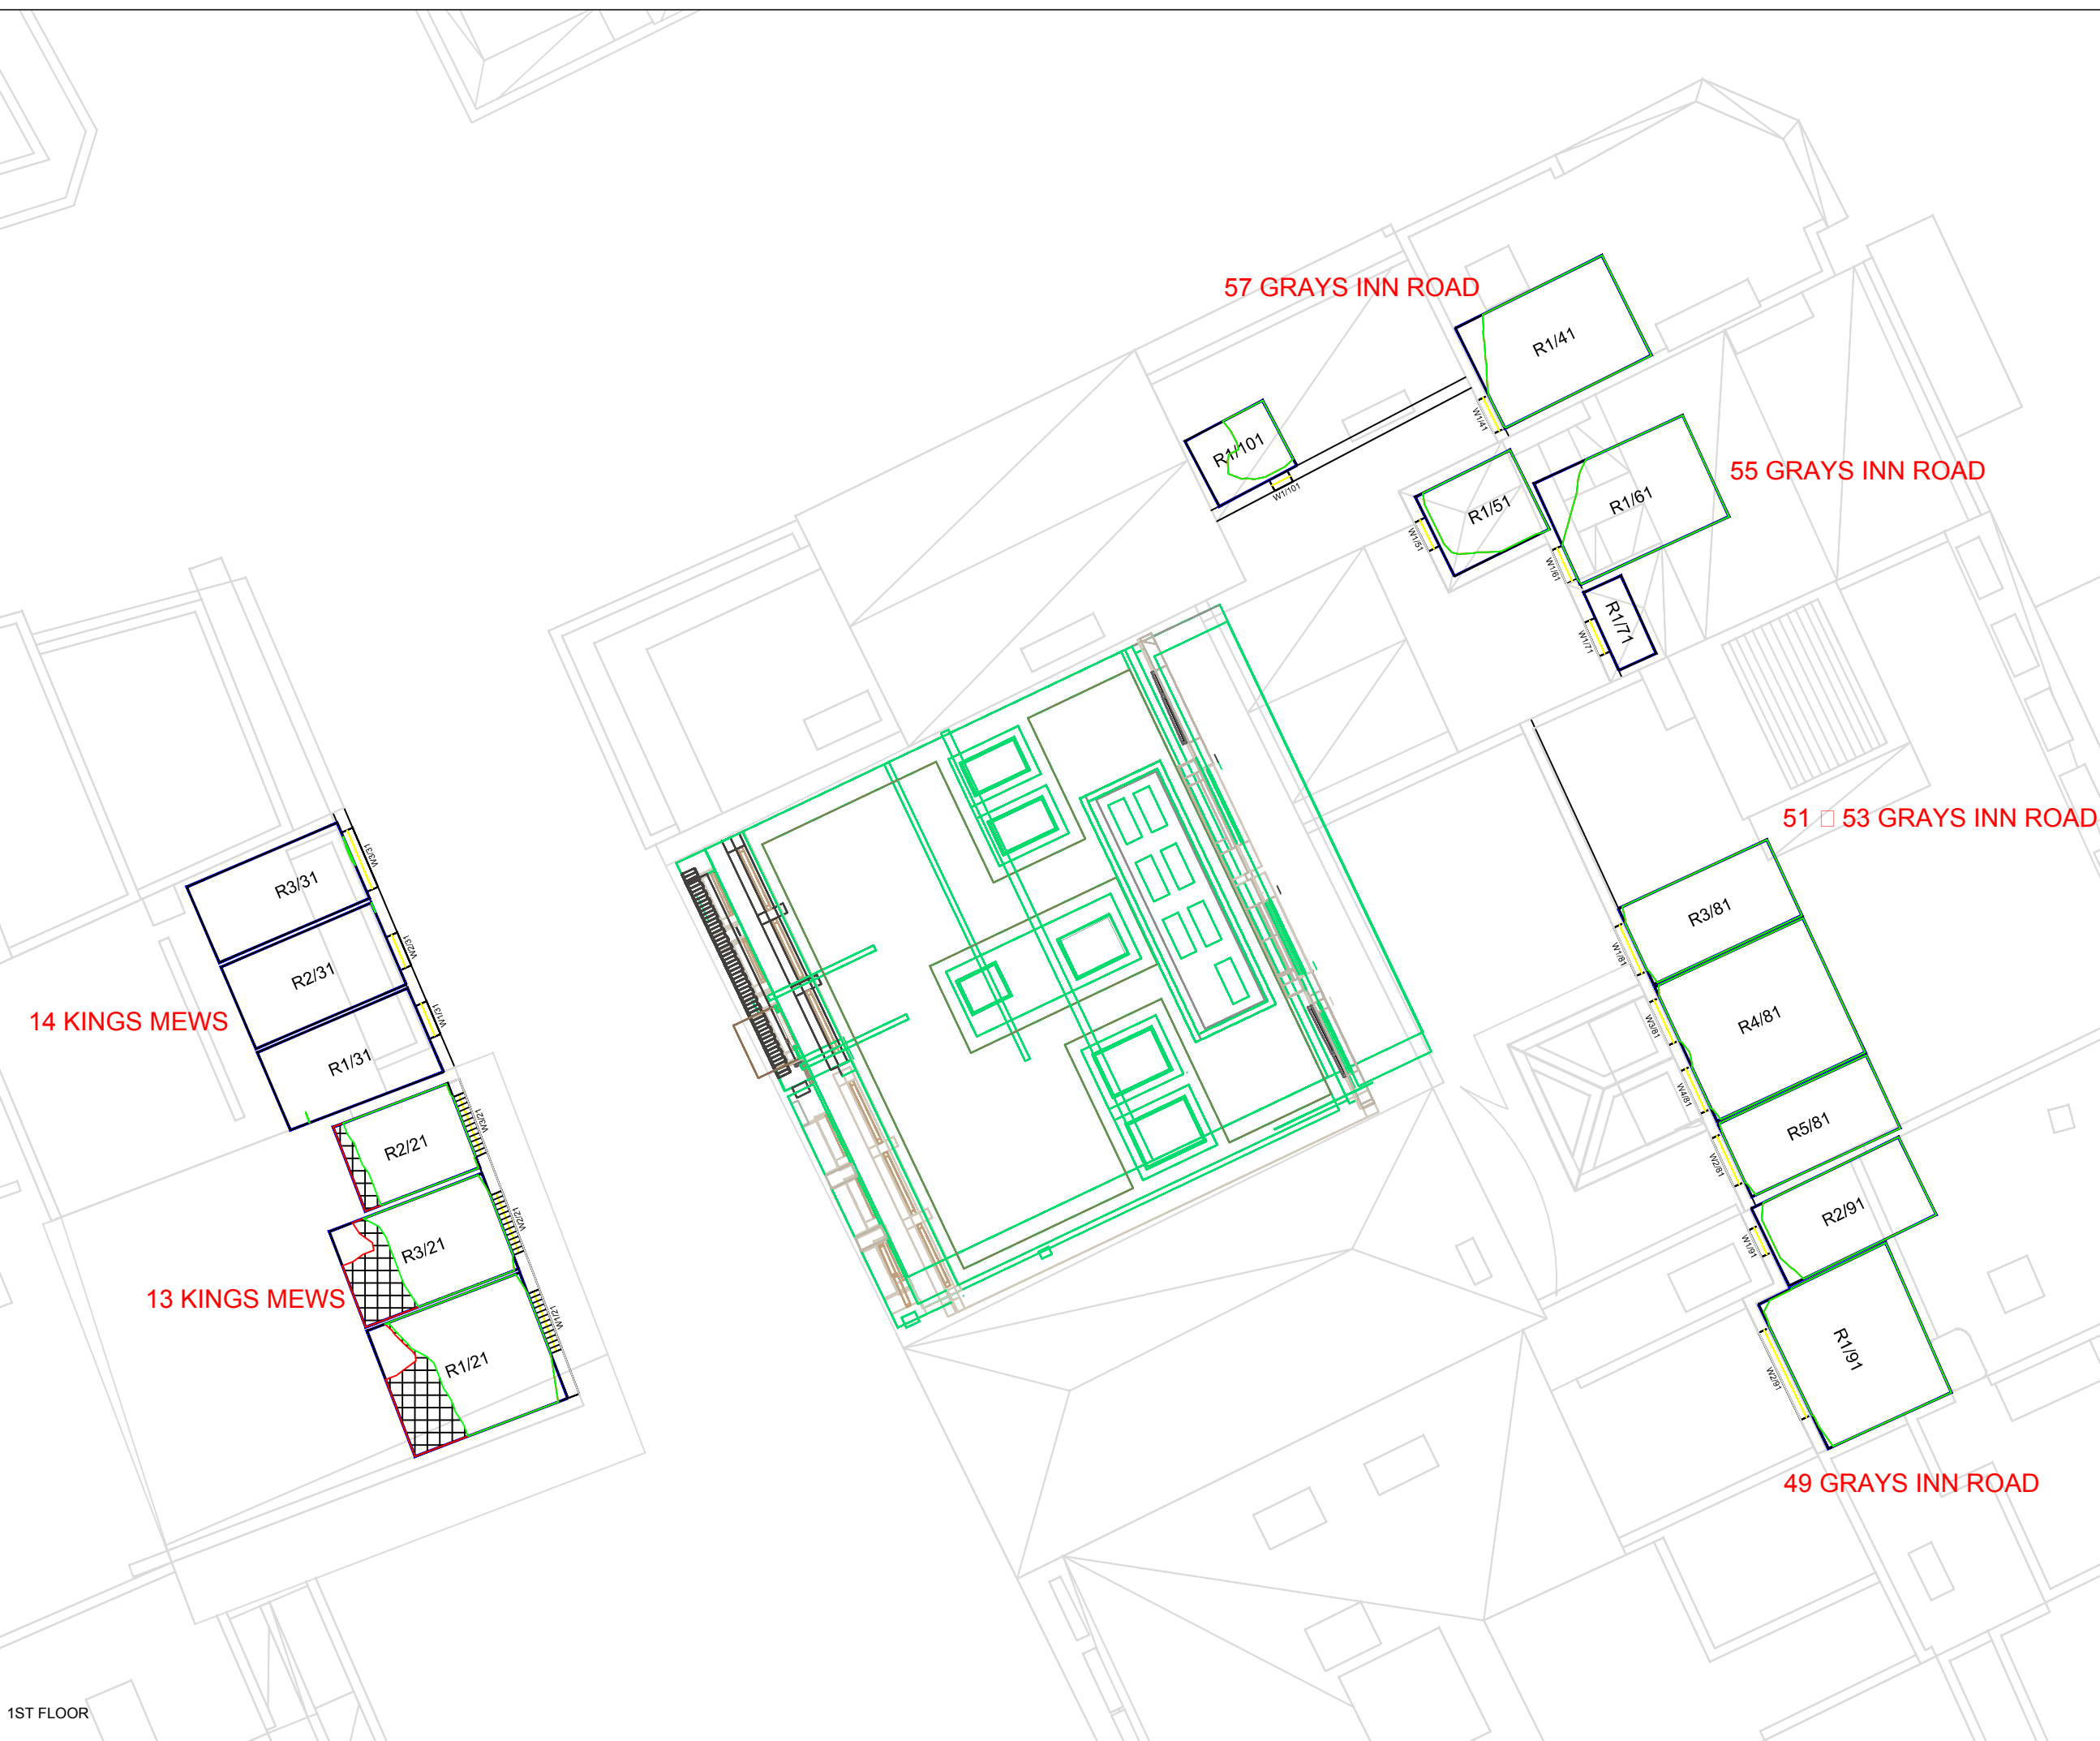 57 GRAYS INN ROAD
R1/41
W1/41
R1/101
W1/101
55 GRAYS INN ROAD
R1/61
R1/51
W1/51
W1/61
R1/71
W1/71
51 □ 53 GRAYS INN ROAD
R3/31
W3/31
R2/31
W2/31
14 KINGS MEWS
R1/31
W1/31
R3/81
W1/81
R4/81
W3/81
W4/81
R5/81
W2/81
R2/21
W3/21
R3/21
W2/21
13 KINGS MEWS
R1/21
W1/21
R2/91
W1/91
R1/91
W2/91
49 GRAYS INN ROAD
1ST FLOOR